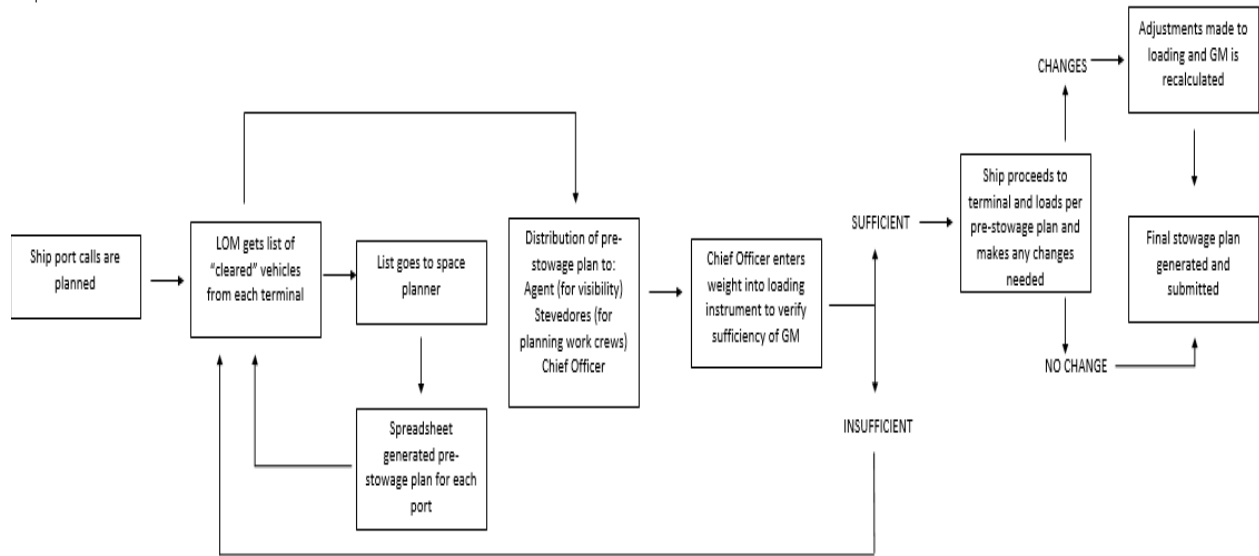 Ship port calls are
planned
LOM gets list of
“cleared” vehicles
from each terminal
List goes to space
planner
Spreadsheet
generated pre-
stowage plan for each
port
Distribution of pre-
stowage plan to:
Agent (for visibility)
Stevedores (for
planning work crews)
Chief Officer
Chief Officer enters
weight into loading
instrument to verify
sufficiency of GM
SUFFICIENT
INSUFFICIENT
Ship proceeds to
terminal and loads per
pre-stowage plan and
makes any changes
needed
CHANGES
NO CHANGE
Adjustments made to
loading and GM is
recalculated
Final stowage plan
generated and
submitted